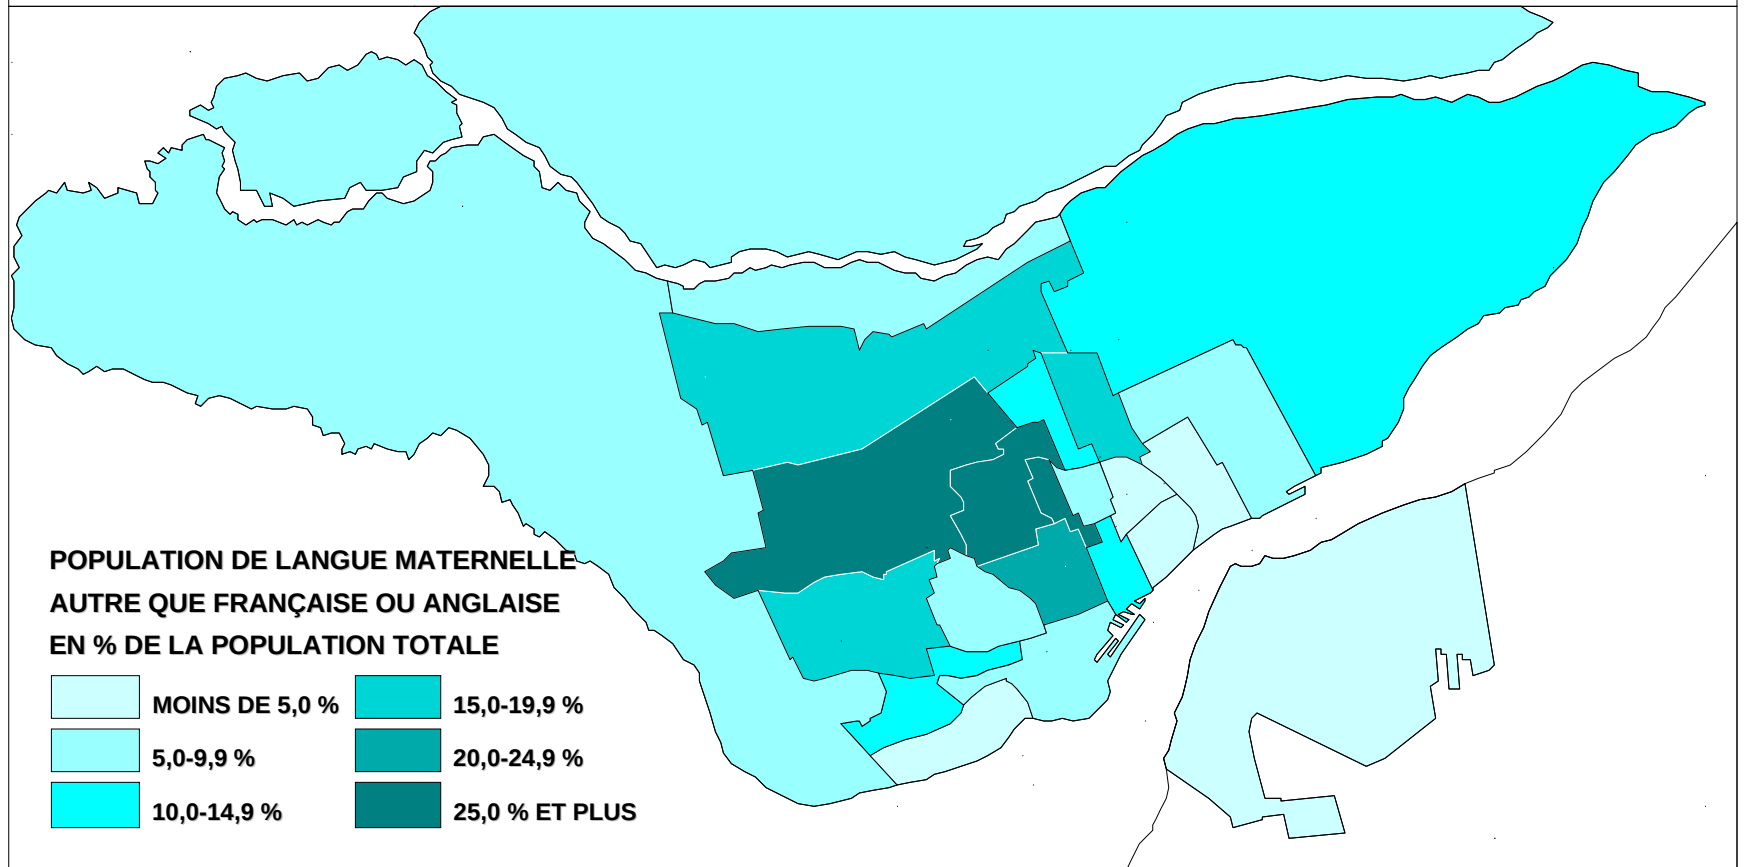 POPULATION DE LANGUE MATERNELLE
AUTRE QUE FRANÇAISE OU ANGLAISE
EN % DE LA POPULATION TOTALE
MOINS DE 5,0 %
15,0-19,9 %
5,0-9,9 %
20,0-24,9 %
10,0-14,9 %
25,0 % ET PLUS